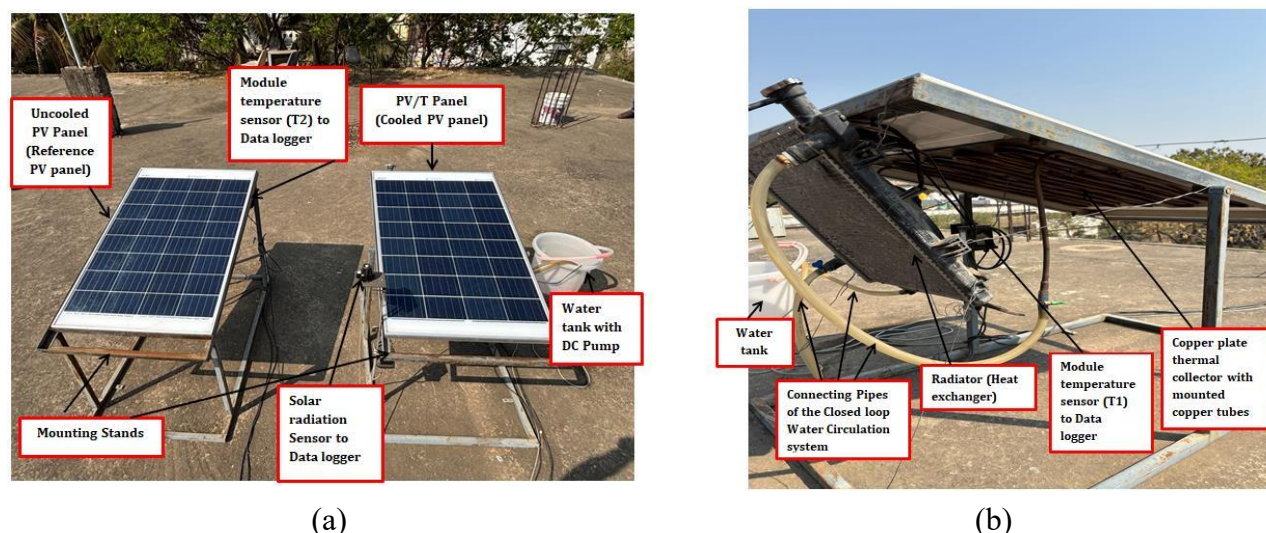 Uncooled
PV Panel
(Reference
PV panel)
Module
temperature
sensor (T2) to
Data logger
PV/T Panel
(Cooled PV panel)
Water
tank with
DC Pump
Solar
radiation
Sensor to
Data logger
Mounting Stands
(a)
Water
tank
Connecting Pipes
of the Closed loop
Water Circulation
system
Radiator (Heat
exchanger)
Module
temperature
sensor (T1)
to Data
logger
Copper plate
thermal
collector with
mounted
copper tubes
(b)